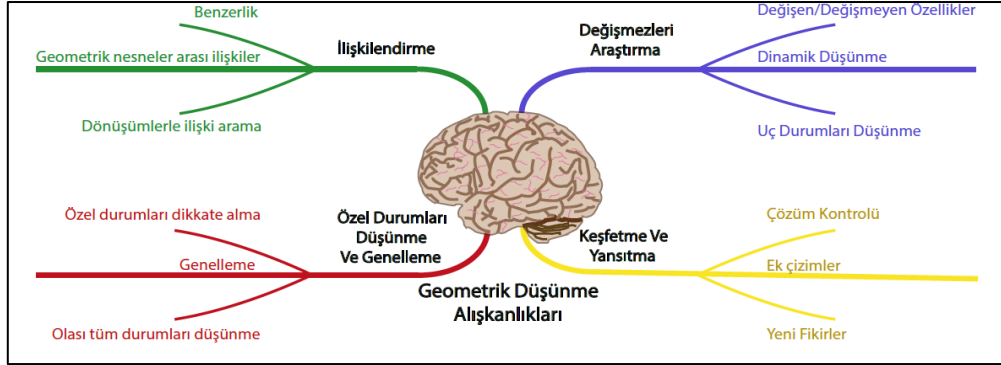 Benzerlik
İlişkilendirme
Geometrik nesneler arası ilişkiler
Dönüşümlerle ilişki arama
Değişmezleri
Araştırma
Değişen/Değişmeyen Özellikler
Dinamik Düşünme
Uç Durumları Düşünme
Özel durumları dikkate alma
Özel Durumları
Düşünme
Ve Genelleme
Genelleme
Olası tüm durumları düşünme
Keşfetme Ve
Yansıtma
Çözüm Kontrolü
Ek çizimler
Yeni Fikirler
Geometrik Düşünme
Alışkanlıkları